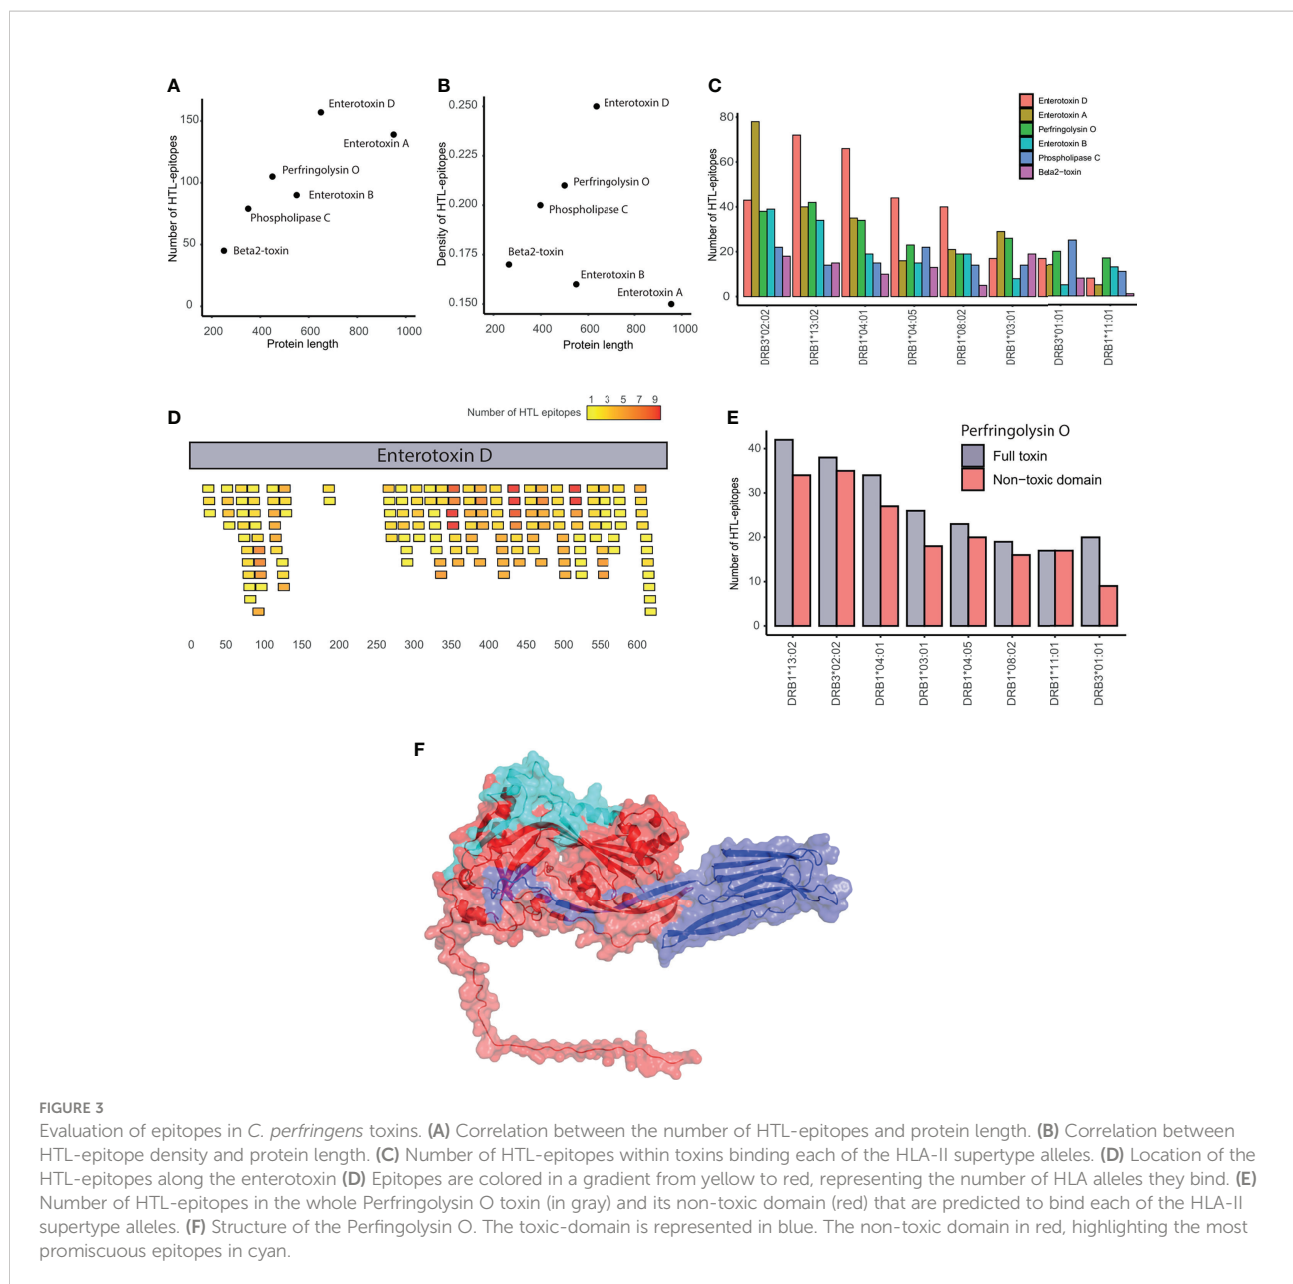 A
Number of HTL-epitopes
150
100
50
0
Enterotoxin D
Enterotoxin A
Perfringolysin O
Enterotoxin B
Phospholipase C
Beta2-toxin
200 400 600 800 1000
Protein length
B
Density of HTL-epitopes
0.250
0.225
0.200
0.175
0.150
Enterotoxin D
Perfringolysin O
Phospholipase C
Beta2-toxin
Enterotoxin B
Enterotoxin A
200 400 600 800 1000
Protein length
C
Number of HTL-epitopes
80
60
40
20
0
Enterotoxin D
Enterotoxin A
Perfringolysin O
Enterotoxin B
Phospholipase C
Beta2-toxin
DRB3*02:02
DRB1*13:02
DRB1*04:01
DRB1*04:05
DRB1*08:02
DRB1*03:01
DRB3*01:01
DRB1*11:01
D
Number of HTL epitopes
1 3 5 7 9
Enterotoxin D
0 50 100 150 200 250 300 350 400 450 500 550 600
E
Number of HTL-epitopes
40
30
20
10
0
Perfringolysin O
Full toxin
Non-toxic domain
DRB1*13:02
DRB3*02:02
DRB1*04:01
DRB1*03:01
DRB1*04:05
DRB1*08:02
DRB1*11:01
DRB3*01:01
F
FIGURE 3
Evaluation of epitopes in C. perfringens toxins. (A) Correlation between the number of HTL-epitopes and protein length. (B) Correlation between
HTL-epitope density and protein length. (C) Number of HTL-epitopes within toxins binding each of the HLA-II supertype alleles. (D) Location of the
HTL-epitopes along the enterotoxin (D) Epitopes are colored in a gradient from yellow to red, representing the number of HLA alleles they bind. (E)
Number of HTL-epitopes in the whole Perfringolysin O toxin (in gray) and its non-toxic domain (red) that are predicted to bind each of the HLA-II
supertype alleles. (F) Structure of the Perfingolysin O. The toxic-domain is represented in blue. The non-toxic domain in red, highlighting the most
promiscuous epitopes in cyan.